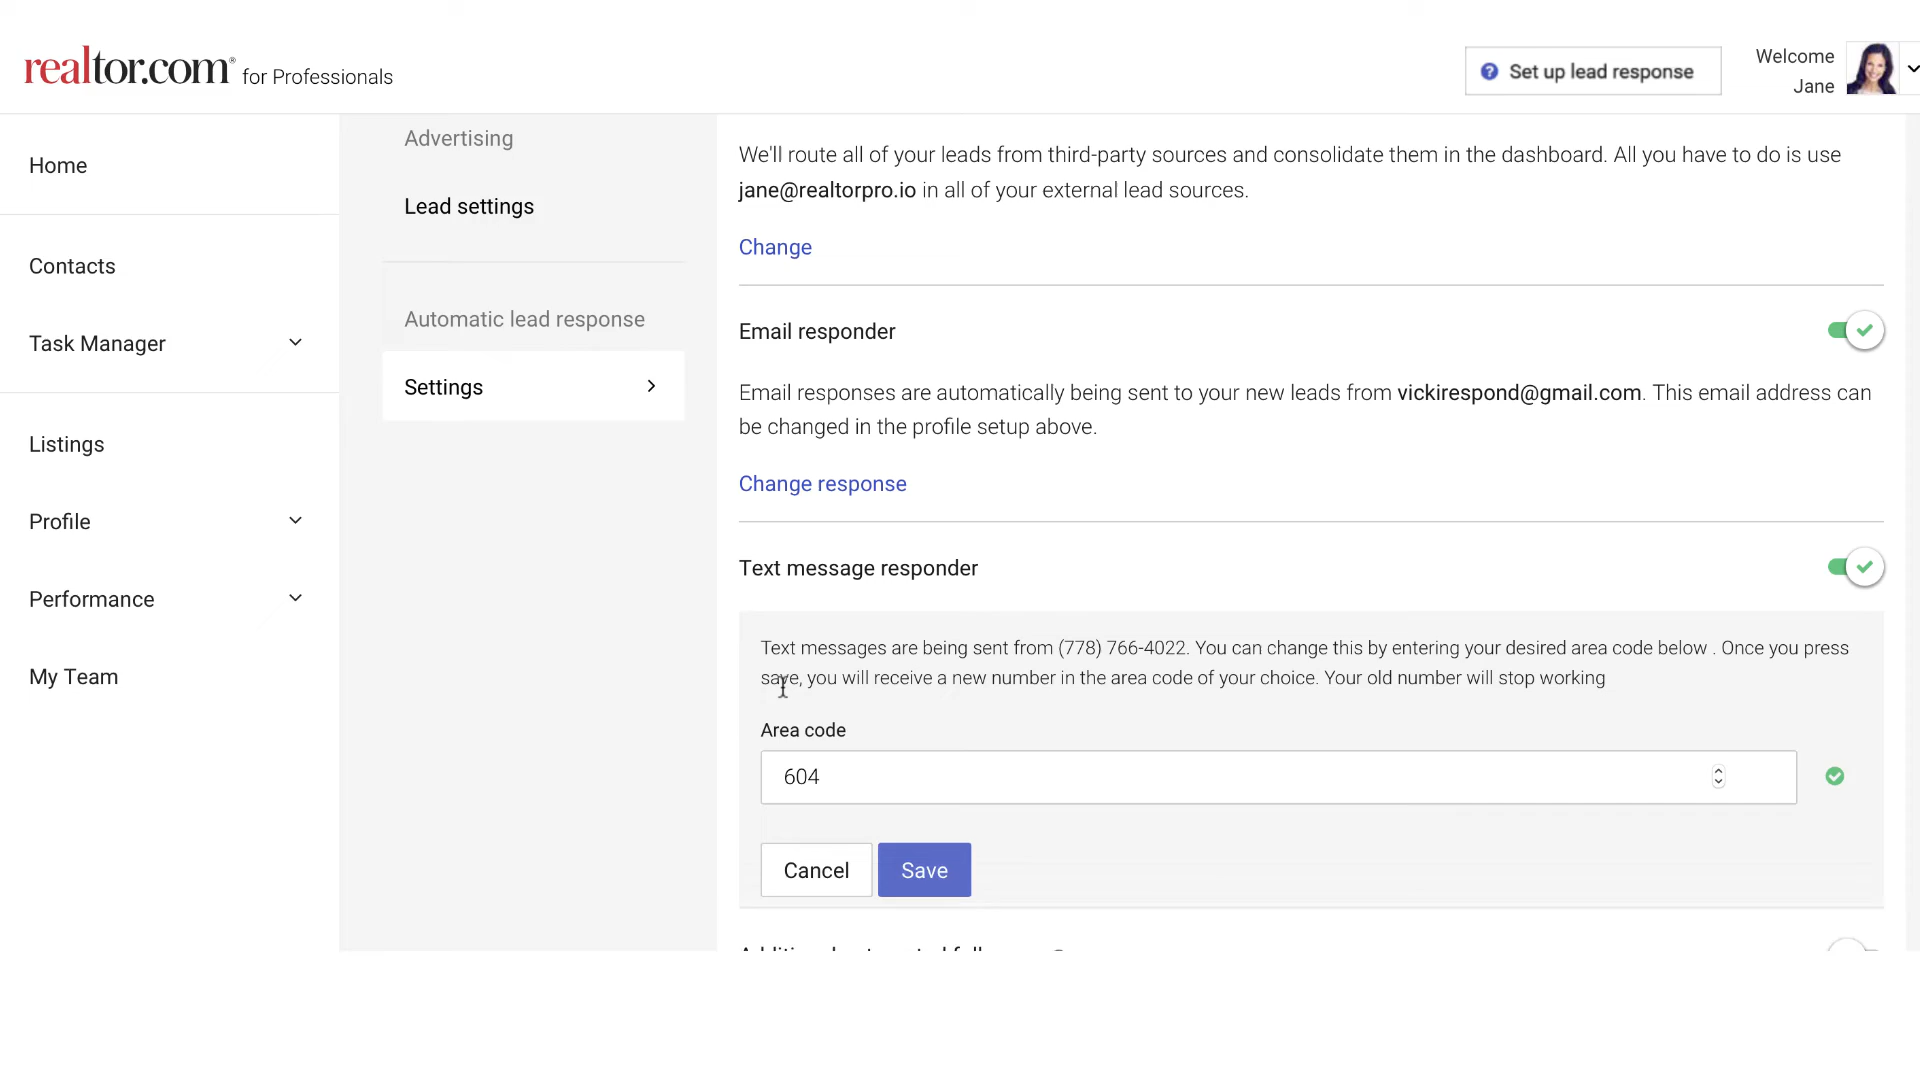 realtor.com® for Professionals
Set up lead response
Welcome
Jane
Home
Contacts
Task Manager
Listings
Profile
Performance
My Team
Advertising
Lead settings
Automatic lead response
Settings
We'll route all of your leads from third-party sources and consolidate them in the dashboard. All you have to do is use
jane@realtorpro.io in all of your external lead sources.
Change
Email responder
Email responses are automatically being sent to your new leads from vickirespond@gmail.com. This email address can
be changed in the profile setup above.
Change response
Text message responder
Text messages are being sent from (778) 766-4022. You can change this by entering your desired area code below . Once you press
save, you will receive a new number in the area code of your choice. Your old number will stop working
Area code
604
Cancel
Save